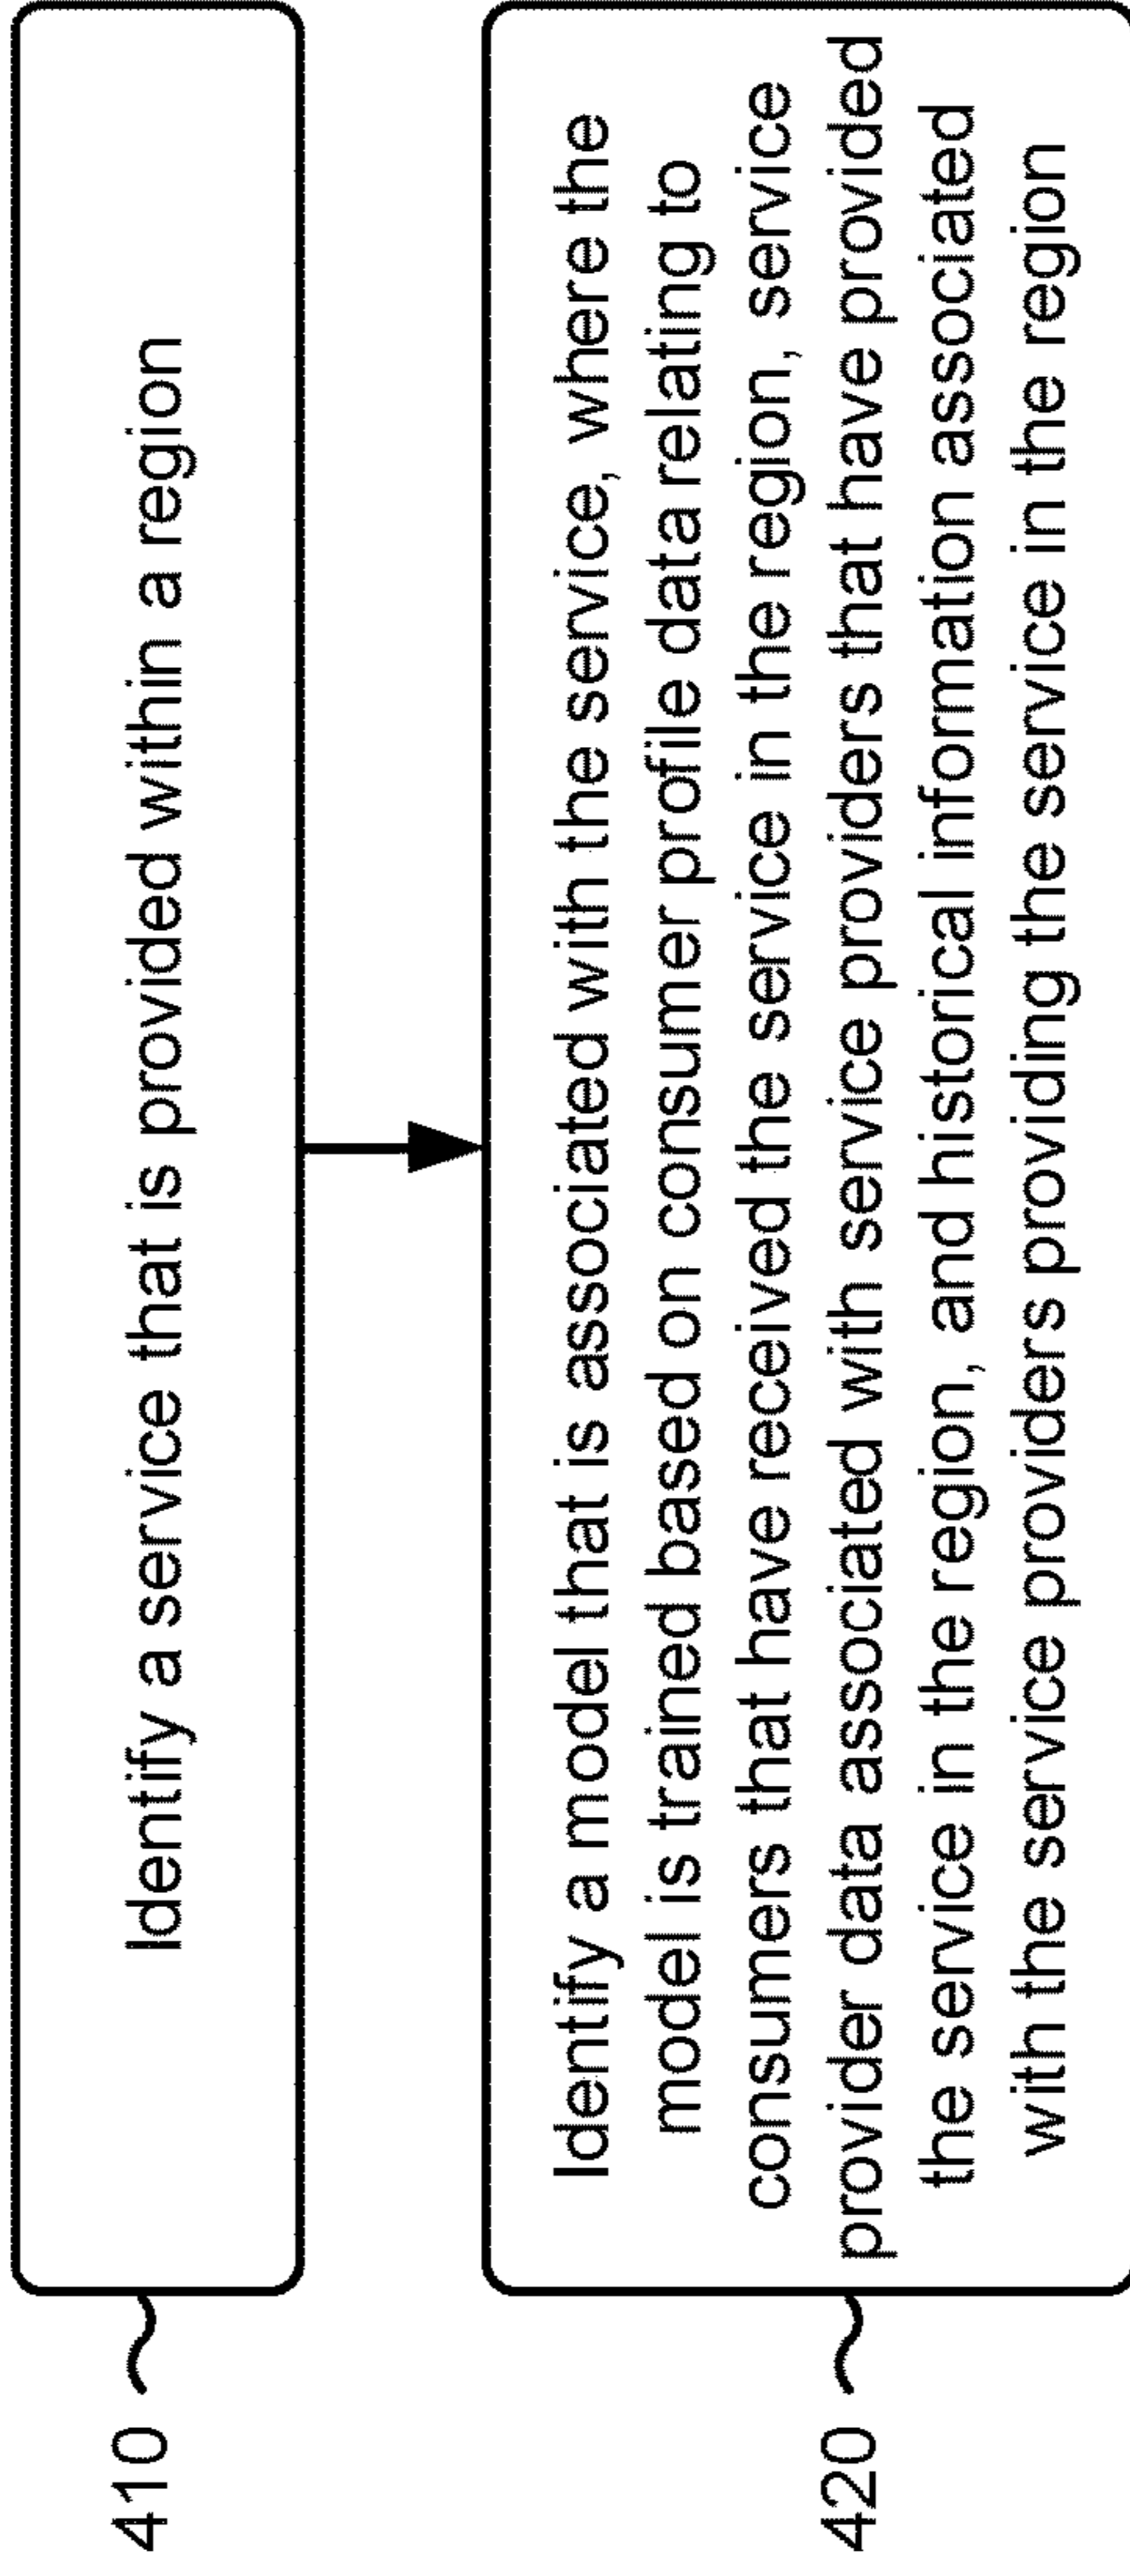 410
Identify a service that is provided within a region
420
Identify a model that is associated with the service, where the
model is trained based on consumer profile data relating to
consumers that have received the service in the region, service
provider data associated with service providers that have provided
the service in the region, and historical information associated
with the service providers providing the service in the region